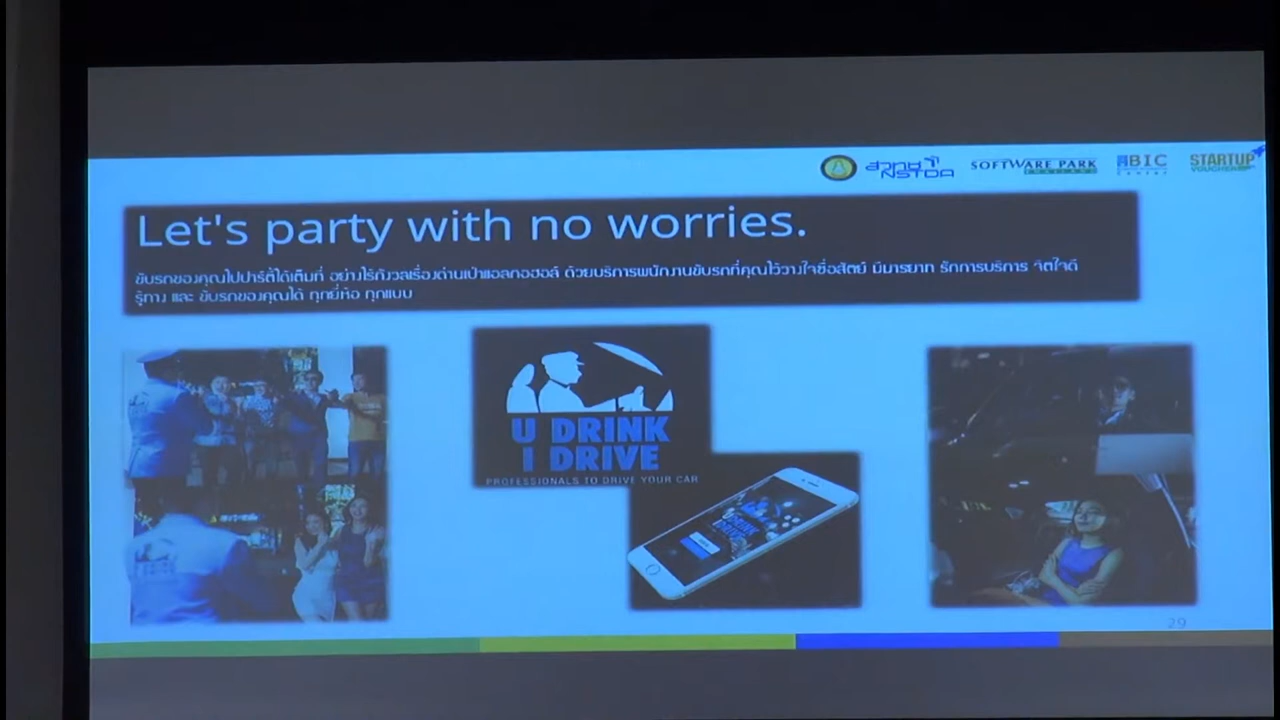 สวทช
NSTDA
SOFTWARE PARK
THAILAND
BIC
CENTRE
STARTUP
VOUCHER
Let's party with no worries.
ขับรถของคุณไปปาร์ตี้ได้เต็มที่ อย่างไร้กังวลเรื่องด่านเป่าแอลกอฮอล์ ด้วยบริการพนักงานขับรถที่คุณไว้วางใจซื่อสัตย์ มีมารยาท รักการบริการ จิตใจดี
รู้ทาง และ ขับรถของคุณได้ ทุกยี่ห้อ ทุกแบบ
U DRINK
I DRIVE
PROFESSIONALS TO DRIVE YOUR CAR
U DRINK
I DRIVE
29